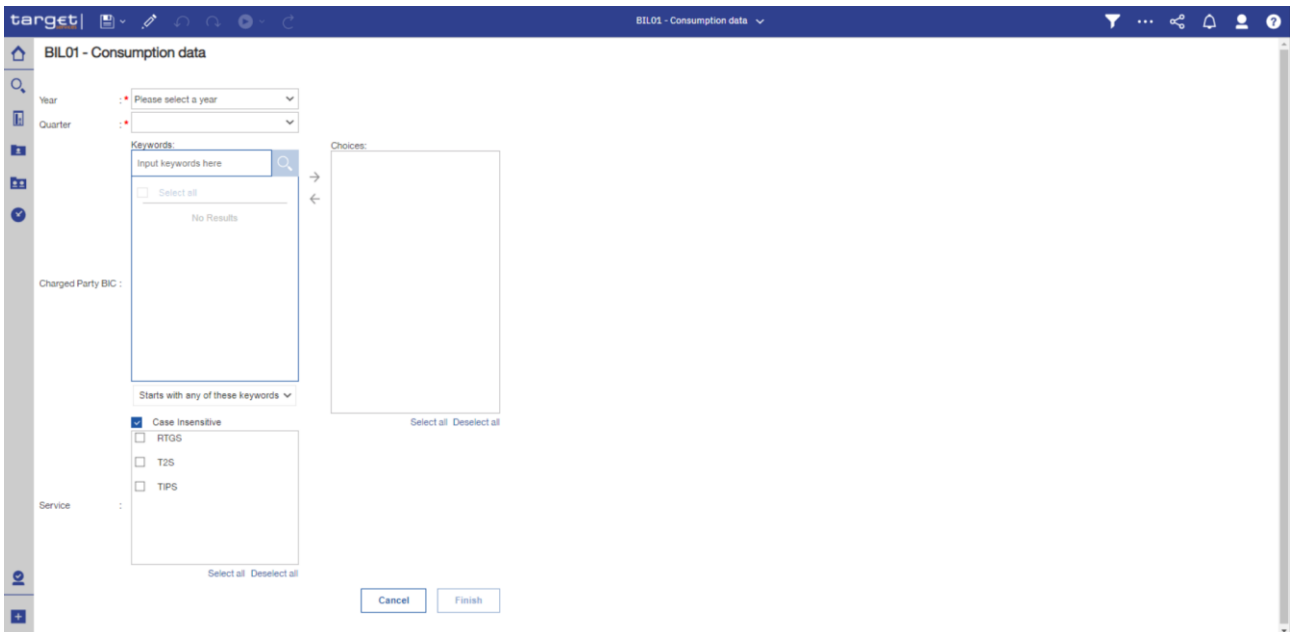 target|
BIL01 - Consumption data
BIL01 - Consumption data
Year :* Please select a year
Quarter :*
Keywords: Choices:
Input keywords here
Select all
No Results
Charged Party BIC :
Starts with any of these keywords
Case Insensitive
Select all Deselect all
RTGS
T2S
TIPS
Service :
Select all Deselect all
Cancel Finish